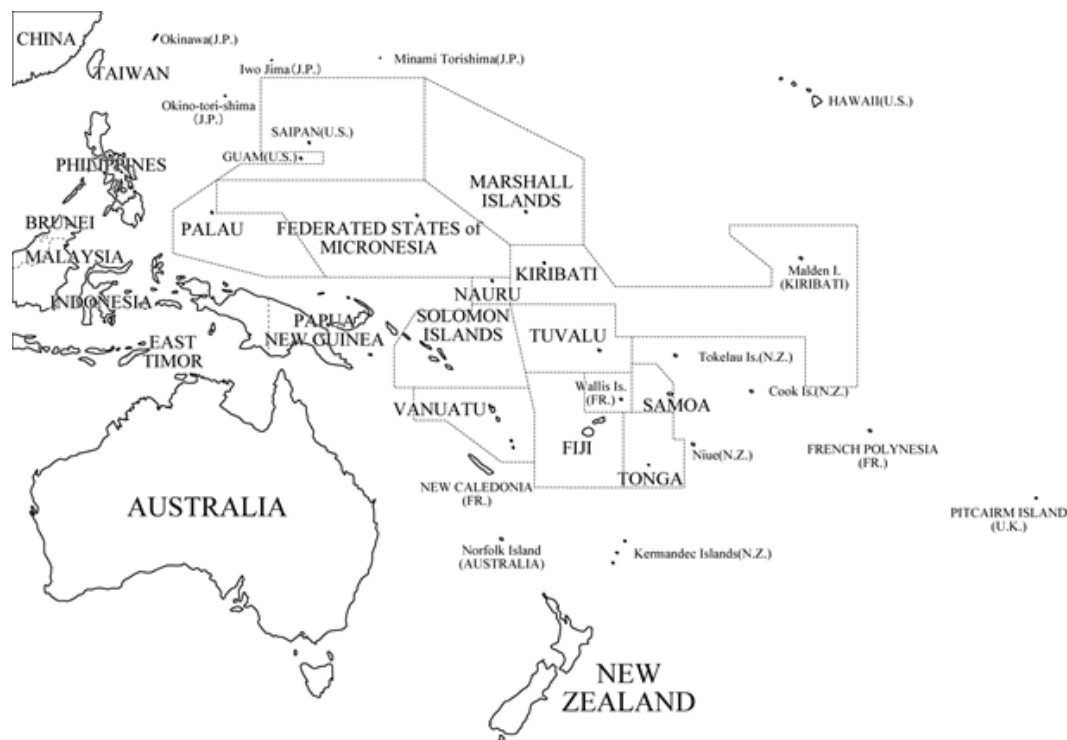 CHINA
Okinawa(J.P.)
TAIWAN
Iwo Jima(J.P.)
Minami Torishima(J.P.)
Okino-tori-shima
(J.P.)
HAWAII(U.S.)
SAIPAN(U.S.)
GUAM(U.S.)
PHILIPPINES
MARSHALL
ISLANDS
BRUNEI
PALAU
FEDERATED STATES of
MICRONESIA
MALAYSIA
KIRIBATI
Malden I.
(KIRIBATI)
INDONESIA
NAURU
PAPUA
NEW GUINEA
SOLOMON
ISLANDS
TUVALU
EAST
TIMOR
Tokelau Is.(N.Z.)
Wallis Is.
(FR.)
Cook Is.(N.Z.)
SAMOA
VANUATU
FIJI
Niue(N.Z.)
FRENCH POLYNESIA
(FR.)
TONGA
NEW CALEDONIA
(FR.)
AUSTRALIA
PITCAIRM ISLAND
(U.K.)
Norfolk Island
(AUSTRALIA)
Kermandec Islands(N.Z.)
NEW
ZEALAND